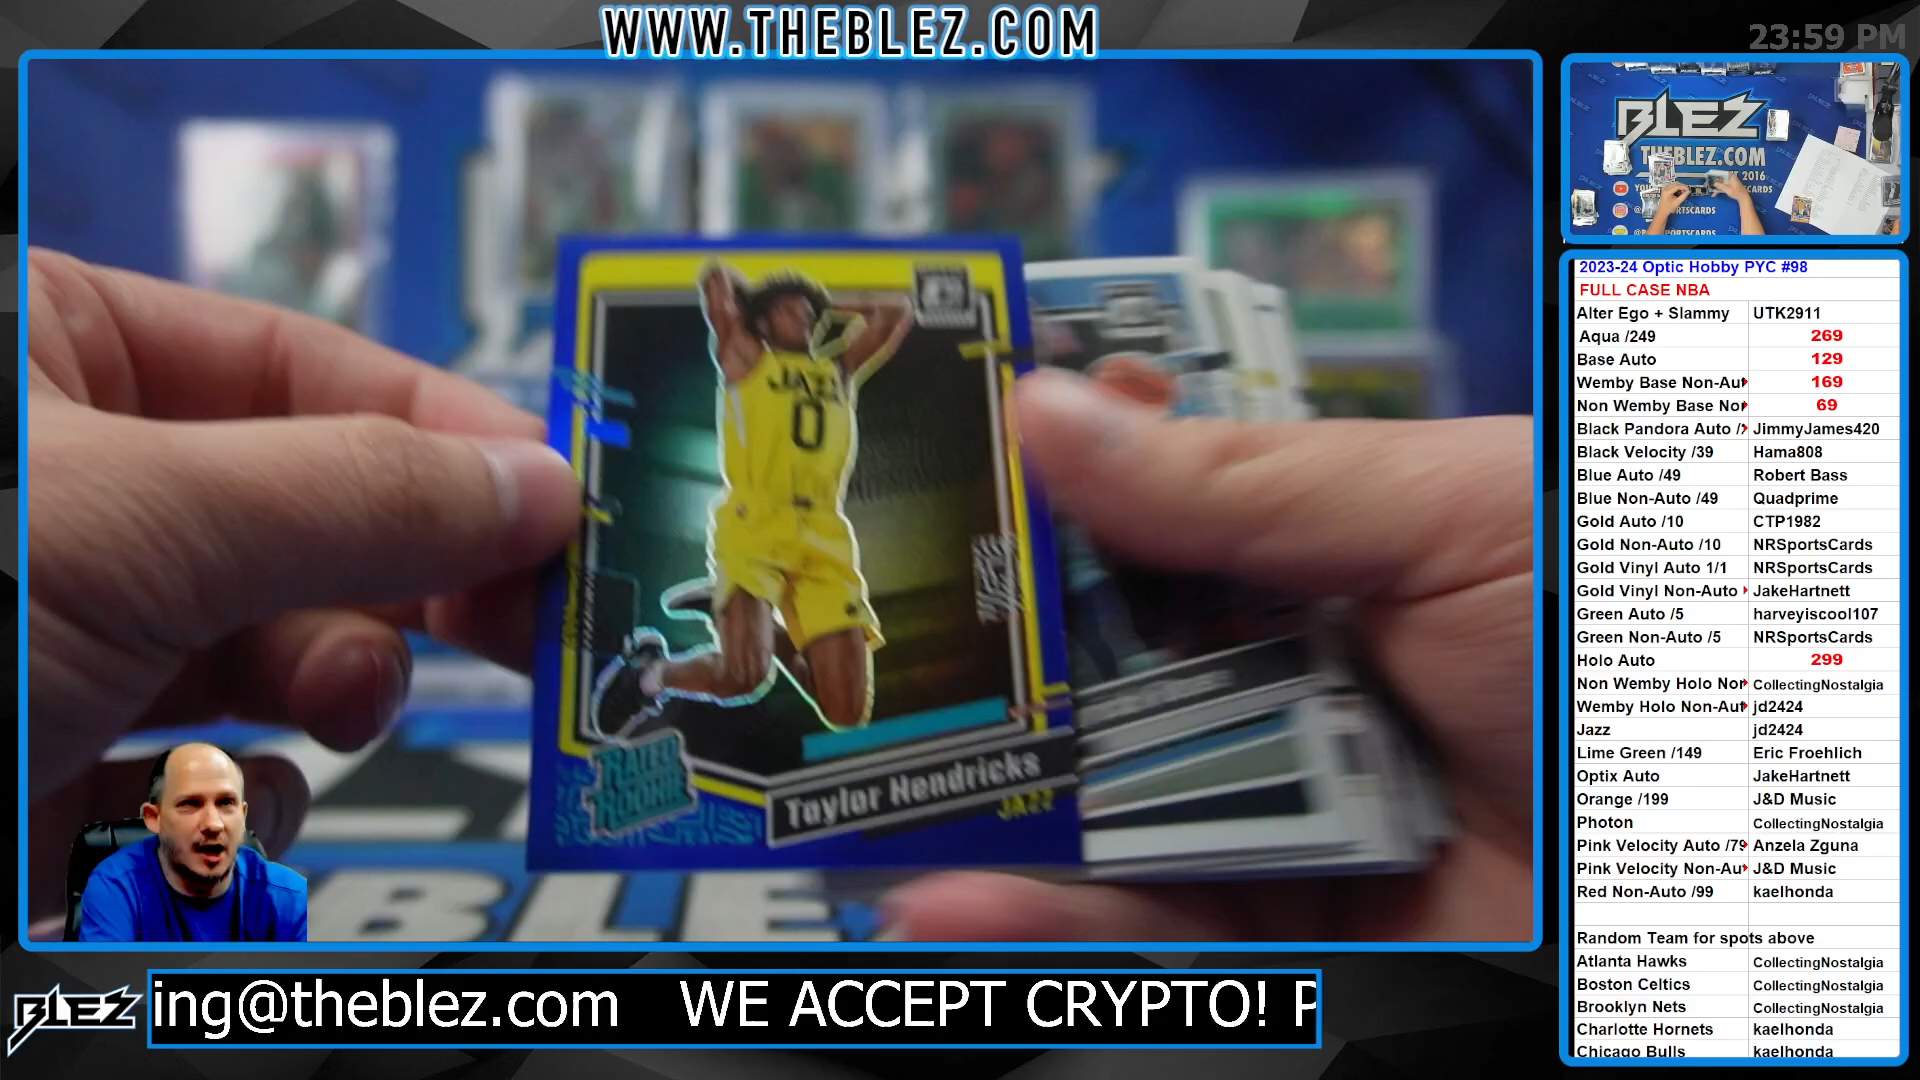 WWW.THEBLEZ.COM
23:59 PM
JAZZ
0
RATED
ROOKIE
Taylor Hendricks
JAZZ
BLEZ
BLEZ
THEBLEZ.COM
2016
2023-24 Optic Hobby PYC #98
FULL CASE NBA
Alter Ego + Slammy UTK2911
Aqua /249 269
Base Auto 129
Wemby Base Non-Aut 169
Non Wemby Base Nor 69
Black Pandora Auto / JimmyJames420
Black Velocity /39 Hama808
Blue Auto /49 Robert Bass
Blue Non-Auto /49 Quadprime
Gold Auto /10 CTP1982
Gold Non-Auto /10 NRSportsCards
Gold Vinyl Auto 1/1 NRSportsCards
Gold Vinyl Non-Auto JakeHartnett
Green Auto /5 harveyiscool107
Green Non-Auto /5 NRSportsCards
Holo Auto 299
Non Wemby Holo Nor CollectingNostalgia
Wemby Holo Non-Aut jd2424
Jazz jd2424
Lime Green /149 Eric Froehlich
Optix Auto JakeHartnett
Orange /199 J&D Music
Photon CollectingNostalgia
Pink Velocity Auto /79 Anzela Zguna
Pink Velocity Non-Au J&D Music
Red Non-Auto /99 kaelhonda
Random Team for spots above
Atlanta Hawks CollectingNostalgia
Boston Celtics CollectingNostalgia
Brooklyn Nets CollectingNostalgia
Charlotte Hornets kaelhonda
Chicago Bulls kaelhonda
BLEZ
ing@theblez.com WE ACCEPT CRYPTO! P